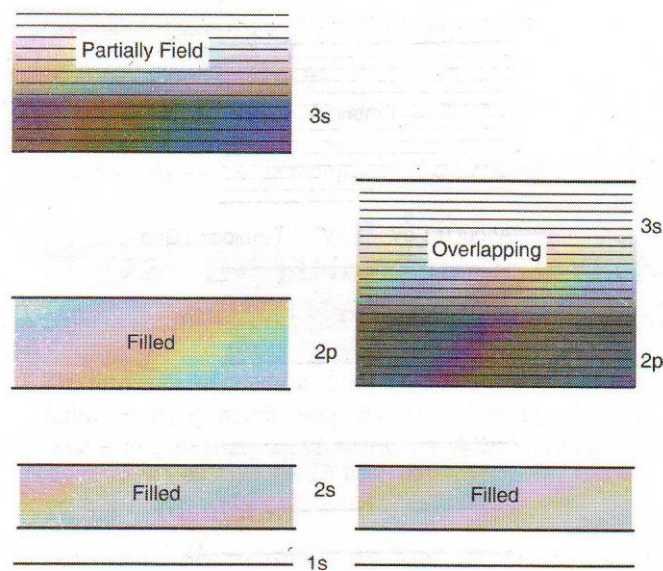 Partially Field
3s
3s
Overlapping
Filled
2p
2p
Filled
2s
Filled
1s